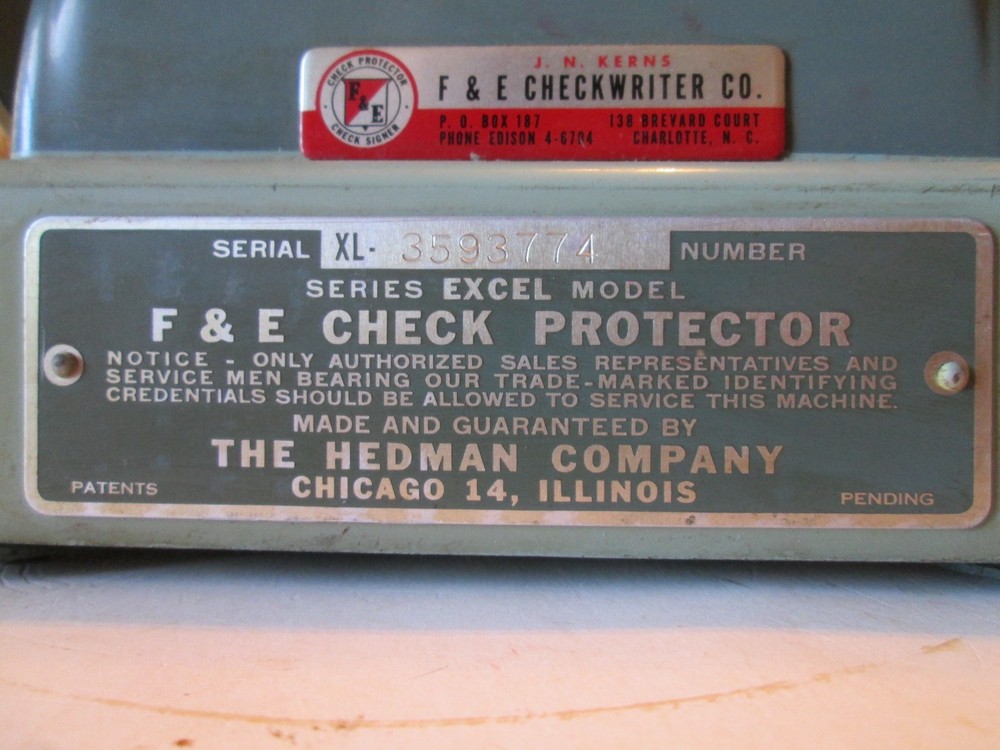 J. N. KERNS
F & E CHECKWRITER CO.
P. O. BOX 187 138 BREVARD COURT
PHONE EDISON 4-6704 CHARLOTTE, N. C.
CHECK PROTECTOR
F & E
CHECK SIGNER
SERIAL XL- 3593774 NUMBER
SERIES EXCEL MODEL
F & E CHECK PROTECTOR
NOTICE - ONLY AUTHORIZED SALES REPRESENTATIVES AND
SERVICE MEN BEARING OUR TRADE-MARKED IDENTIFYING
CREDENTIALS SHOULD BE ALLOWED TO SERVICE THIS MACHINE.
MADE AND GUARANTEED BY
THE HEDMAN COMPANY
CHICAGO 14, ILLINOIS
PATENTS PENDING